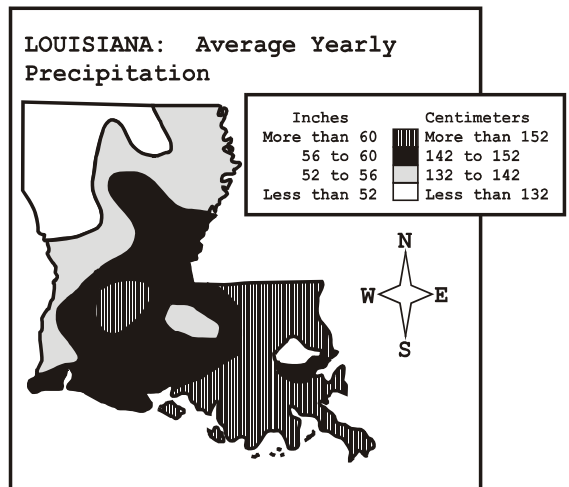 LOUISIANA: Average Yearly
Precipitation
Inches Centimeters
More than 60 More than 152
56 to 60 142 to 152
52 to 56 132 to 142
Less than 52 Less than 132
N
W E
S